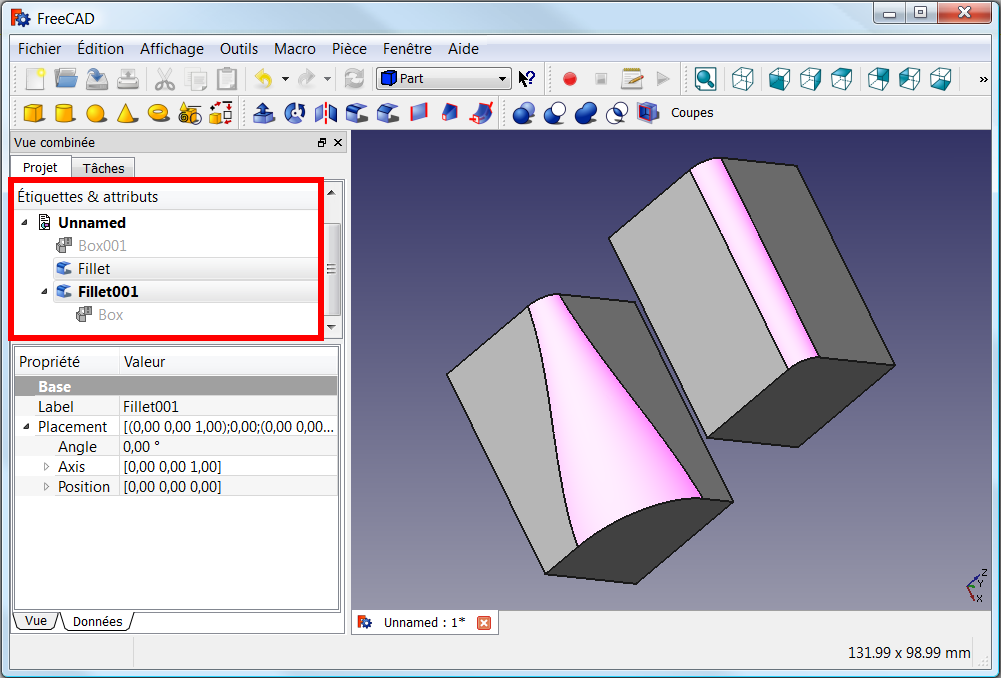 FreeCAD
Fichier Édition Affichage Outils Macro Pièce Fenêtre Aide
Part
»
Coupes
Vue combinée
Projet Tâches
Étiquettes & attributs
Unnamed
Box001
Fillet
Fillet001
Box
Propriété Valeur
Base
Label Fillet001
Placement [(0,00 0,00 1,00);0,00;(0,00 0,00...
Angle 0,00 °
Axis [0,00 0,00 1,00]
Position [0,00 0,00 0,00]
Z
Y
X
Vue Données
Unnamed : 1*
131.99 x 98.99 mm